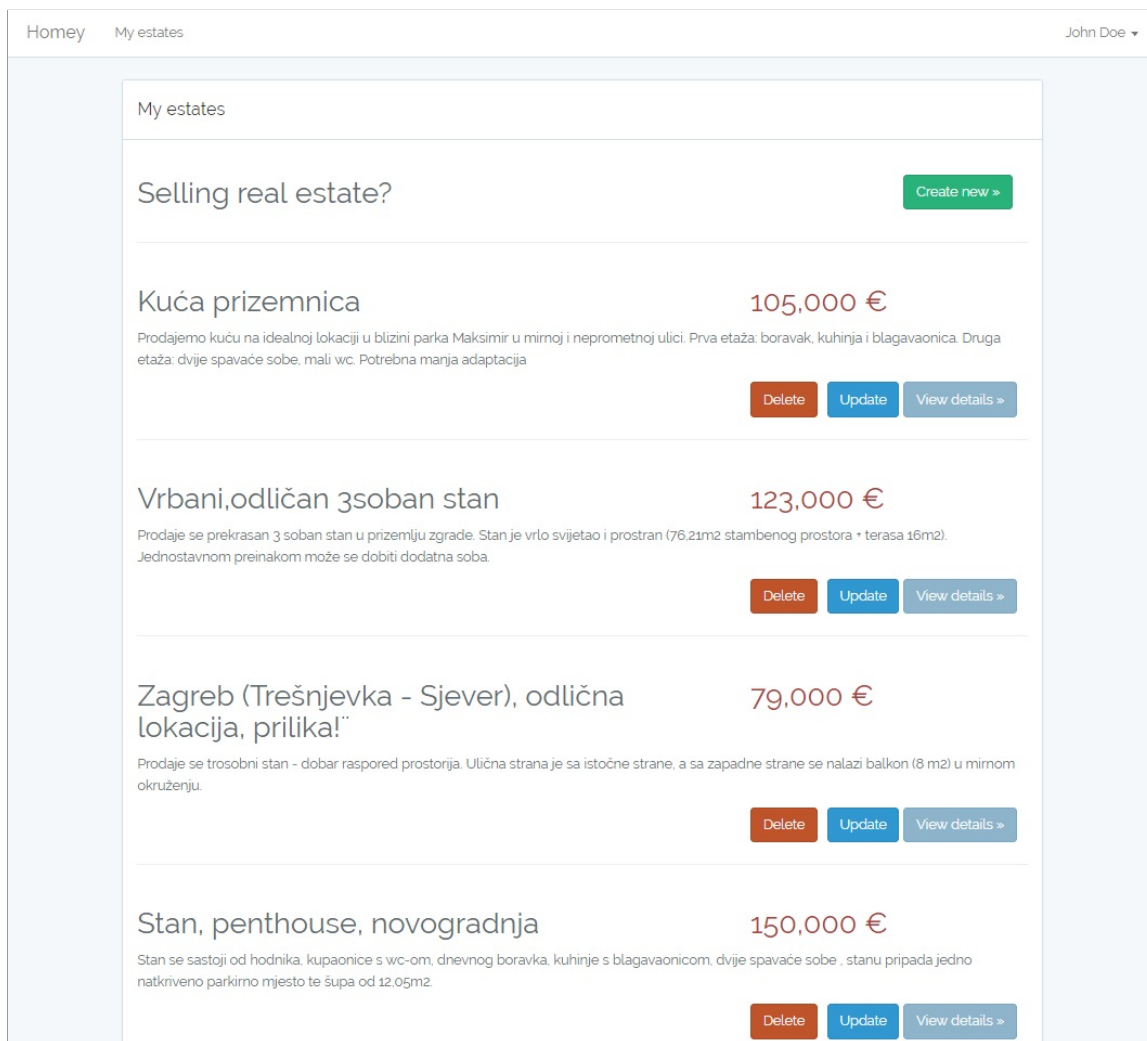 Homey My estates John Doe
My estates
Selling real estate? Create new »
Kuća prizemnica 105,000 €
Prodajemo kuću na idealnoj lokaciji u blizini parka Maksimir u mirnoj i neprometnoj ulici. Prva etaža: boravak, kuhinja i blagavaonica. Druga
etaža: dvije spavaće sobe, mali wc. Potrebna manja adaptacija
Delete Update View details »
Vrbani,odličan 3soban stan 123,000 €
Prodaje se prekrasan 3 soban stan u prizemlju zgrade. Stan je vrlo svijetao i prostran (76,21m2 stambenog prostora + terasa 16m2).
Jednostavnom preinakom može se dobiti dodatna soba.
Delete Update View details »
Zagreb (Trešnjevka - Sjever), odlična 79,000 €
lokacija, prilika!¨
Prodaje se trosobni stan - dobar raspored prostorija. Ulična strana je sa istočne strane, a sa zapadne strane se nalazi balkon (8 m2) u mirnom
okruženju.
Delete Update View details »
Stan, penthouse, novogradnja 150,000 €
Stan se sastoji od hodnika, kupaonice s wc-om, dnevnog boravka, kuhinje s blagavaonicom, dvije spavaće sobe , stanu pripada jedno
natkriveno parkirno mjesto te šupa od 12,05m2.
Delete Update View details »